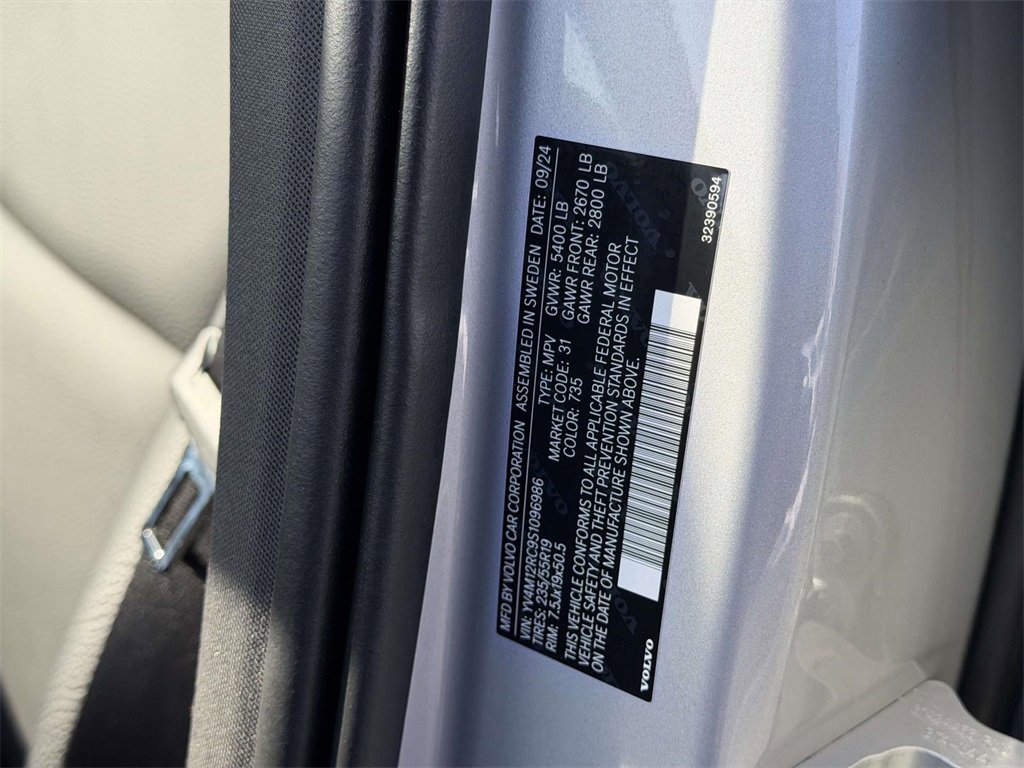 MFD BY VOLVO CAR CORPORATION ASSEMBLED IN SWEDEN DATE: 09/24
VIN: YV4M12RC9S1096986 TYPE: MPV GVWR: 5400 LB
TIRES: 235/55R19 MARKET CODE: 31 GAWR FRONT: 2670 LB
RIM: 7.5Jx19x50.5 COLOR: 735 GAWR REAR: 2800 LB
THIS VEHICLE CONFORMS TO ALL APPLICABLE FEDERAL MOTOR
VEHICLE SAFETY AND THEFT PREVENTION STANDARDS IN EFFECT
ON THE DATE OF MANUFACTURE SHOWN ABOVE.
VOLVO
32390594